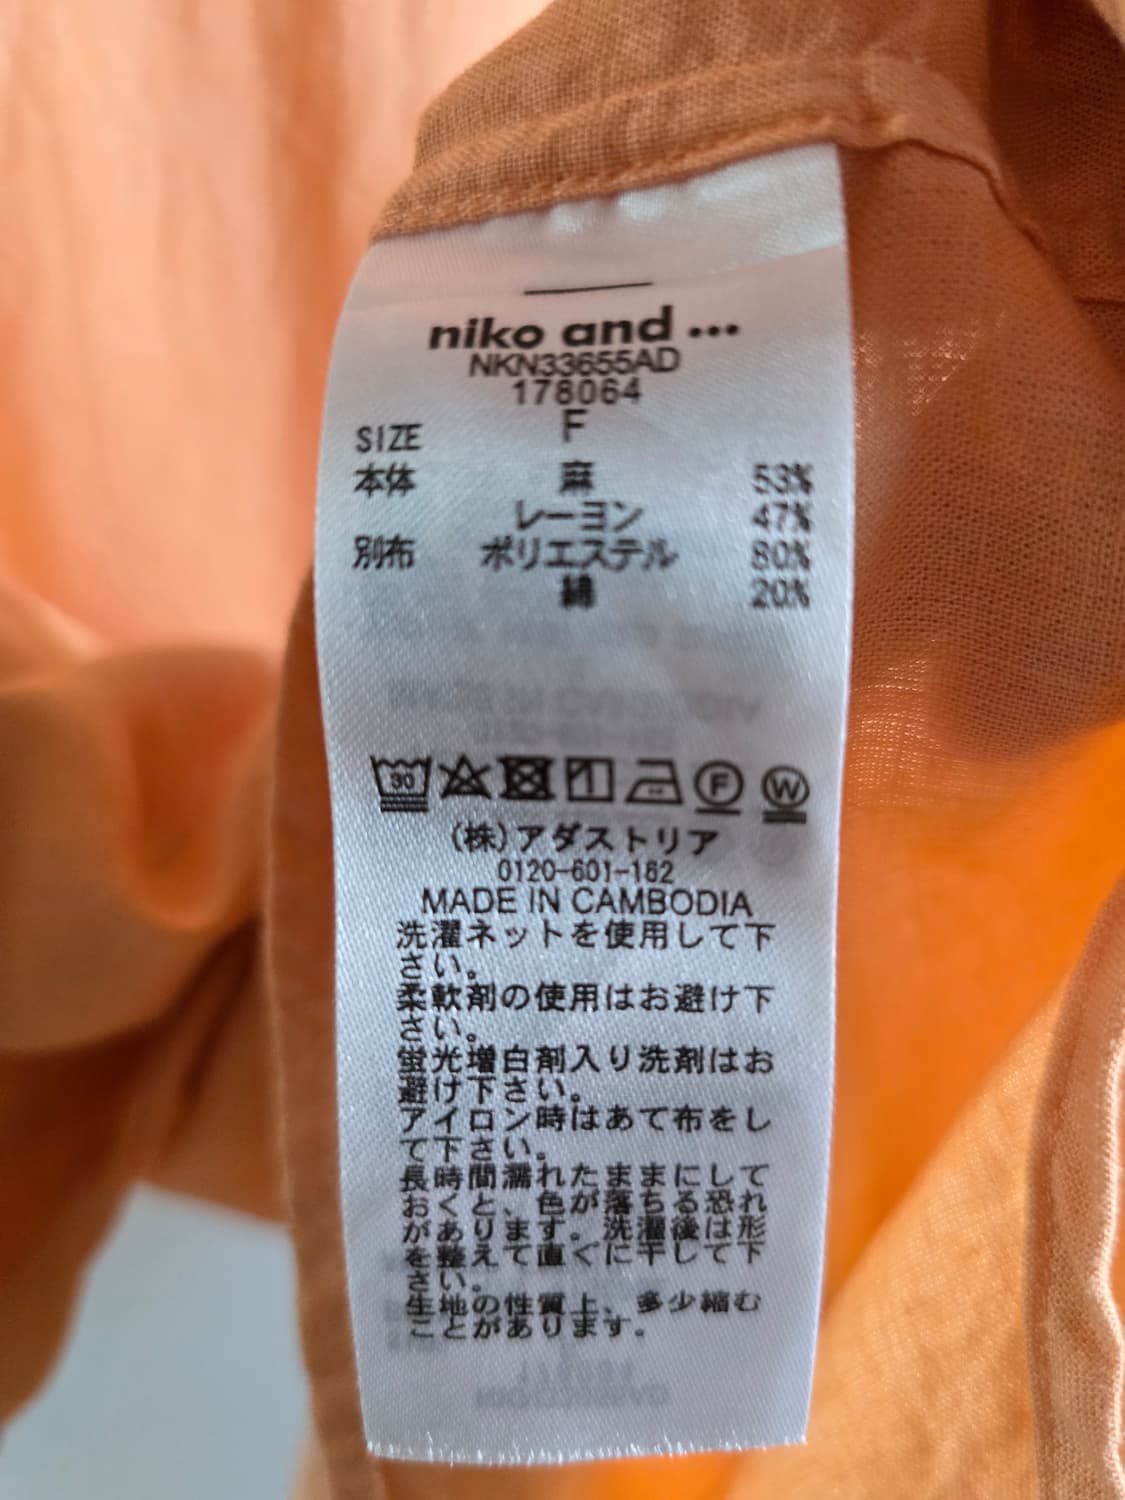 niko and ...
NKN33655AD
178064
SIZE F
本体 麻 53%
レーヨン 47%
別布 ポリエステル 80%
綿 20%
30
F W
(株)アダストリア
0120-601-162
MADE IN CAMBODIA
洗濯ネットを使用して下
さい。
柔軟剤の使用はお避け下
さい。
蛍光増白剤入り洗剤はお
避け下さい。
アイロン時はあて布をし
て下さい。
長時間濡れたままにして
おくと、色が落ちる恐れ
があります。洗濯後は形
を整えて直ぐに干して下
さい。
生地の性質上、多少縮む
ことがあります。